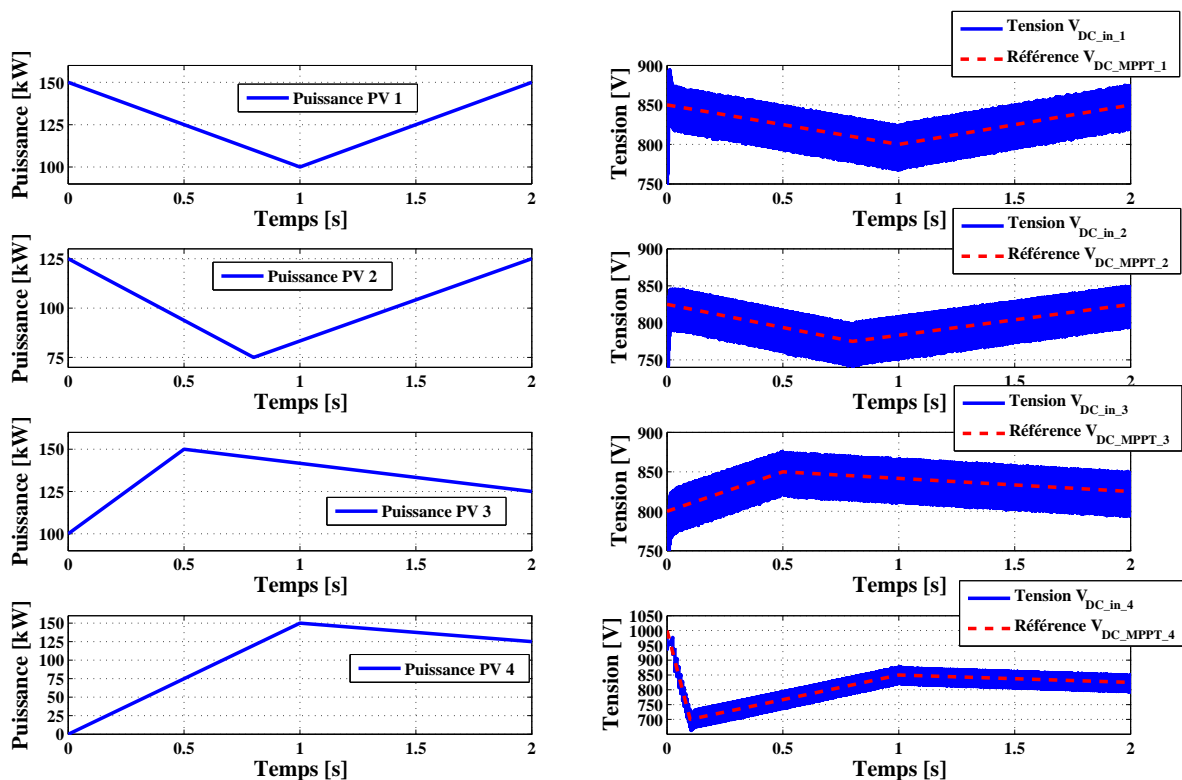 Puissance [kW]
150
125
100
0
0.5
1
1.5
2
Temps [s]
Puissance PV 1
Tension [V]
900
850
800
750
0
0.5
1
1.5
2
Temps [s]
Tension V_DC_in_1
Référence V_DC_MPPT_1
Puissance [kW]
125
75
0
0.5
1
1.5
2
Temps [s]
Puissance PV 2
Tension [V]
900
850
800
750
0
0.5
1
1.5
2
Temps [s]
Tension V_DC_in_2
Référence V_DC_MPPT_2
Puissance [kW]
150
125
100
0
0.5
1
1.5
2
Temps [s]
Puissance PV 3
Tension [V]
900
850
800
750
0
0.5
1
1.5
2
Temps [s]
Tension V_DC_in_3
Référence V_DC_MPPT_3
Puissance [kW]
150
125
100
75
50
25
0
0
0.5
1
1.5
2
Temps [s]
Puissance PV 4
Tension [V]
1050
1000
950
900
850
800
750
700
0
0.5
1
1.5
2
Temps [s]
Tension V_DC_in_4
Référence V_DC_MPPT_4